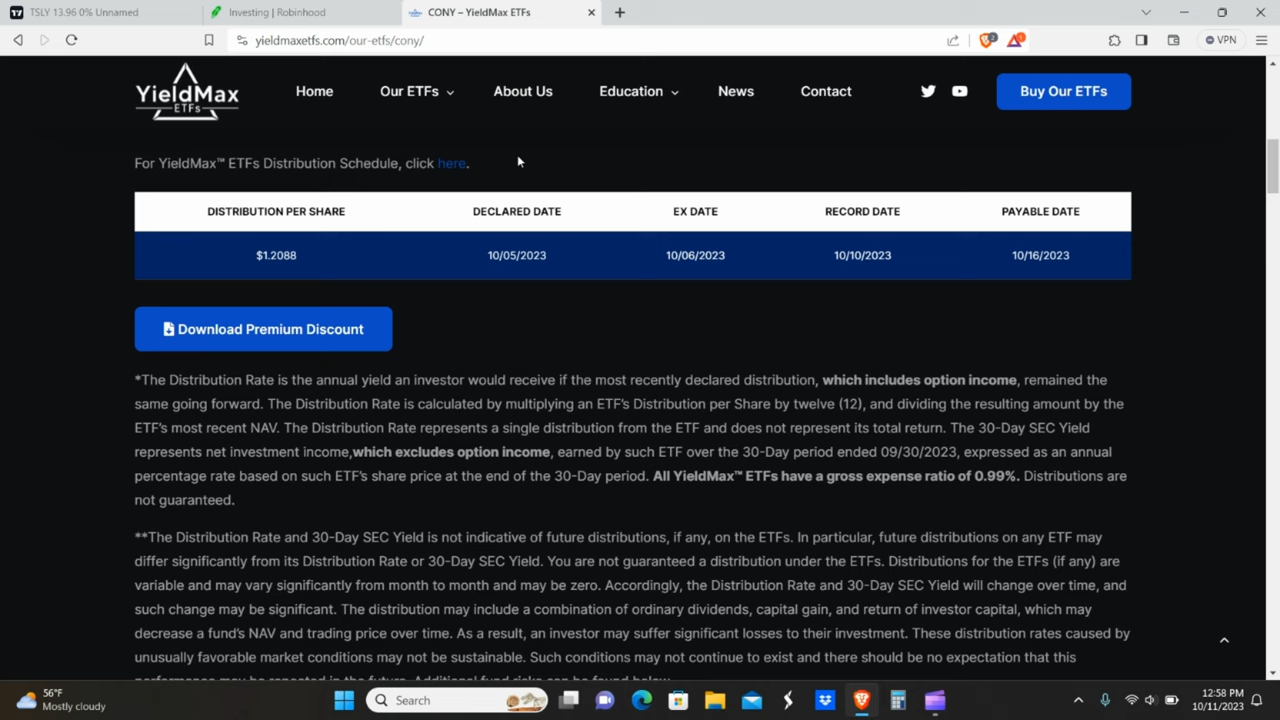 TSLY 13.96 0% Unnamed
Investing | Robinhood
CONY – YieldMax ETFs
yieldmaxetfs.com/our-etfs/cony/
VPN
YieldMax
ETFs
Home
Our ETFs
About Us
Education
News
Contact
Buy Our ETFs
For YieldMax™ ETFs Distribution Schedule, click here.
DISTRIBUTION PER SHARE DECLARED DATE EX DATE RECORD DATE PAYABLE DATE
$1.2088 10/05/2023 10/06/2023 10/10/2023 10/16/2023
Download Premium Discount
*The Distribution Rate is the annual yield an investor would receive if the most recently declared distribution, which includes option income, remained the
same going forward. The Distribution Rate is calculated by multiplying an ETF's Distribution per Share by twelve (12), and dividing the resulting amount by the
ETF's most recent NAV. The Distribution Rate represents a single distribution from the ETF and does not represent its total return. The 30-Day SEC Yield
represents net investment income,which excludes option income, earned by such ETF over the 30-Day period ended 09/30/2023, expressed as an annual
percentage rate based on such ETF's share price at the end of the 30-Day period. All YieldMax™ ETFs have a gross expense ratio of 0.99%. Distributions are
not guaranteed.
**The Distribution Rate and 30-Day SEC Yield is not indicative of future distributions, if any, on the ETFs. In particular, future distributions on any ETF may
differ significantly from its Distribution Rate or 30-Day SEC Yield. You are not guaranteed a distribution under the ETFs. Distributions for the ETFs (if any) are
variable and may vary significantly from month to month and may be zero. Accordingly, the Distribution Rate and 30-Day SEC Yield will change over time, and
such change may be significant. The distribution may include a combination of ordinary dividends, capital gain, and return of investor capital, which may
decrease a fund's NAV and trading price over time. As a result, an investor may suffer significant losses to their investment. These distribution rates caused by
unusually favorable market conditions may not be sustainable. Such conditions may not continue to exist and there should be no expectation that this
performance may be repeated in the future. Additional fund risks can be found below.
56°F
Mostly cloudy
Search
12:58 PM
10/11/2023